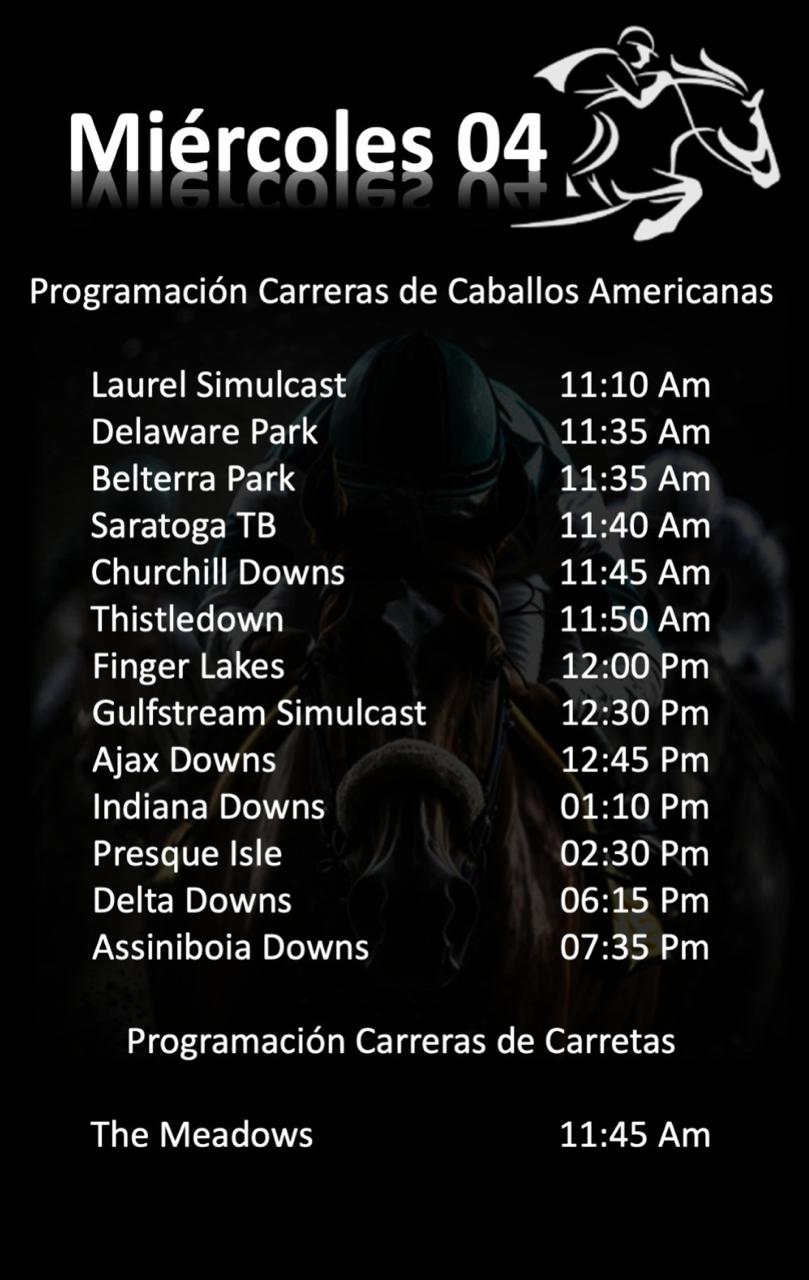 Miércoles 04
Programación Carreras de Caballos Americanas
Laurel Simulcast 11:10 Am
Delaware Park 11:35 Am
Belterra Park 11:35 Am
Saratoga TB 11:40 Am
Churchill Downs 11:45 Am
Thistledown 11:50 Am
Finger Lakes 12:00 Pm
Gulfstream Simulcast 12:30 Pm
Ajax Downs 12:45 Pm
Indiana Downs 01:10 Pm
Presque Isle 02:30 Pm
Delta Downs 06:15 Pm
Assiniboia Downs 07:35 Pm
Programación Carreras de Carretas
The Meadows 11:45 Am